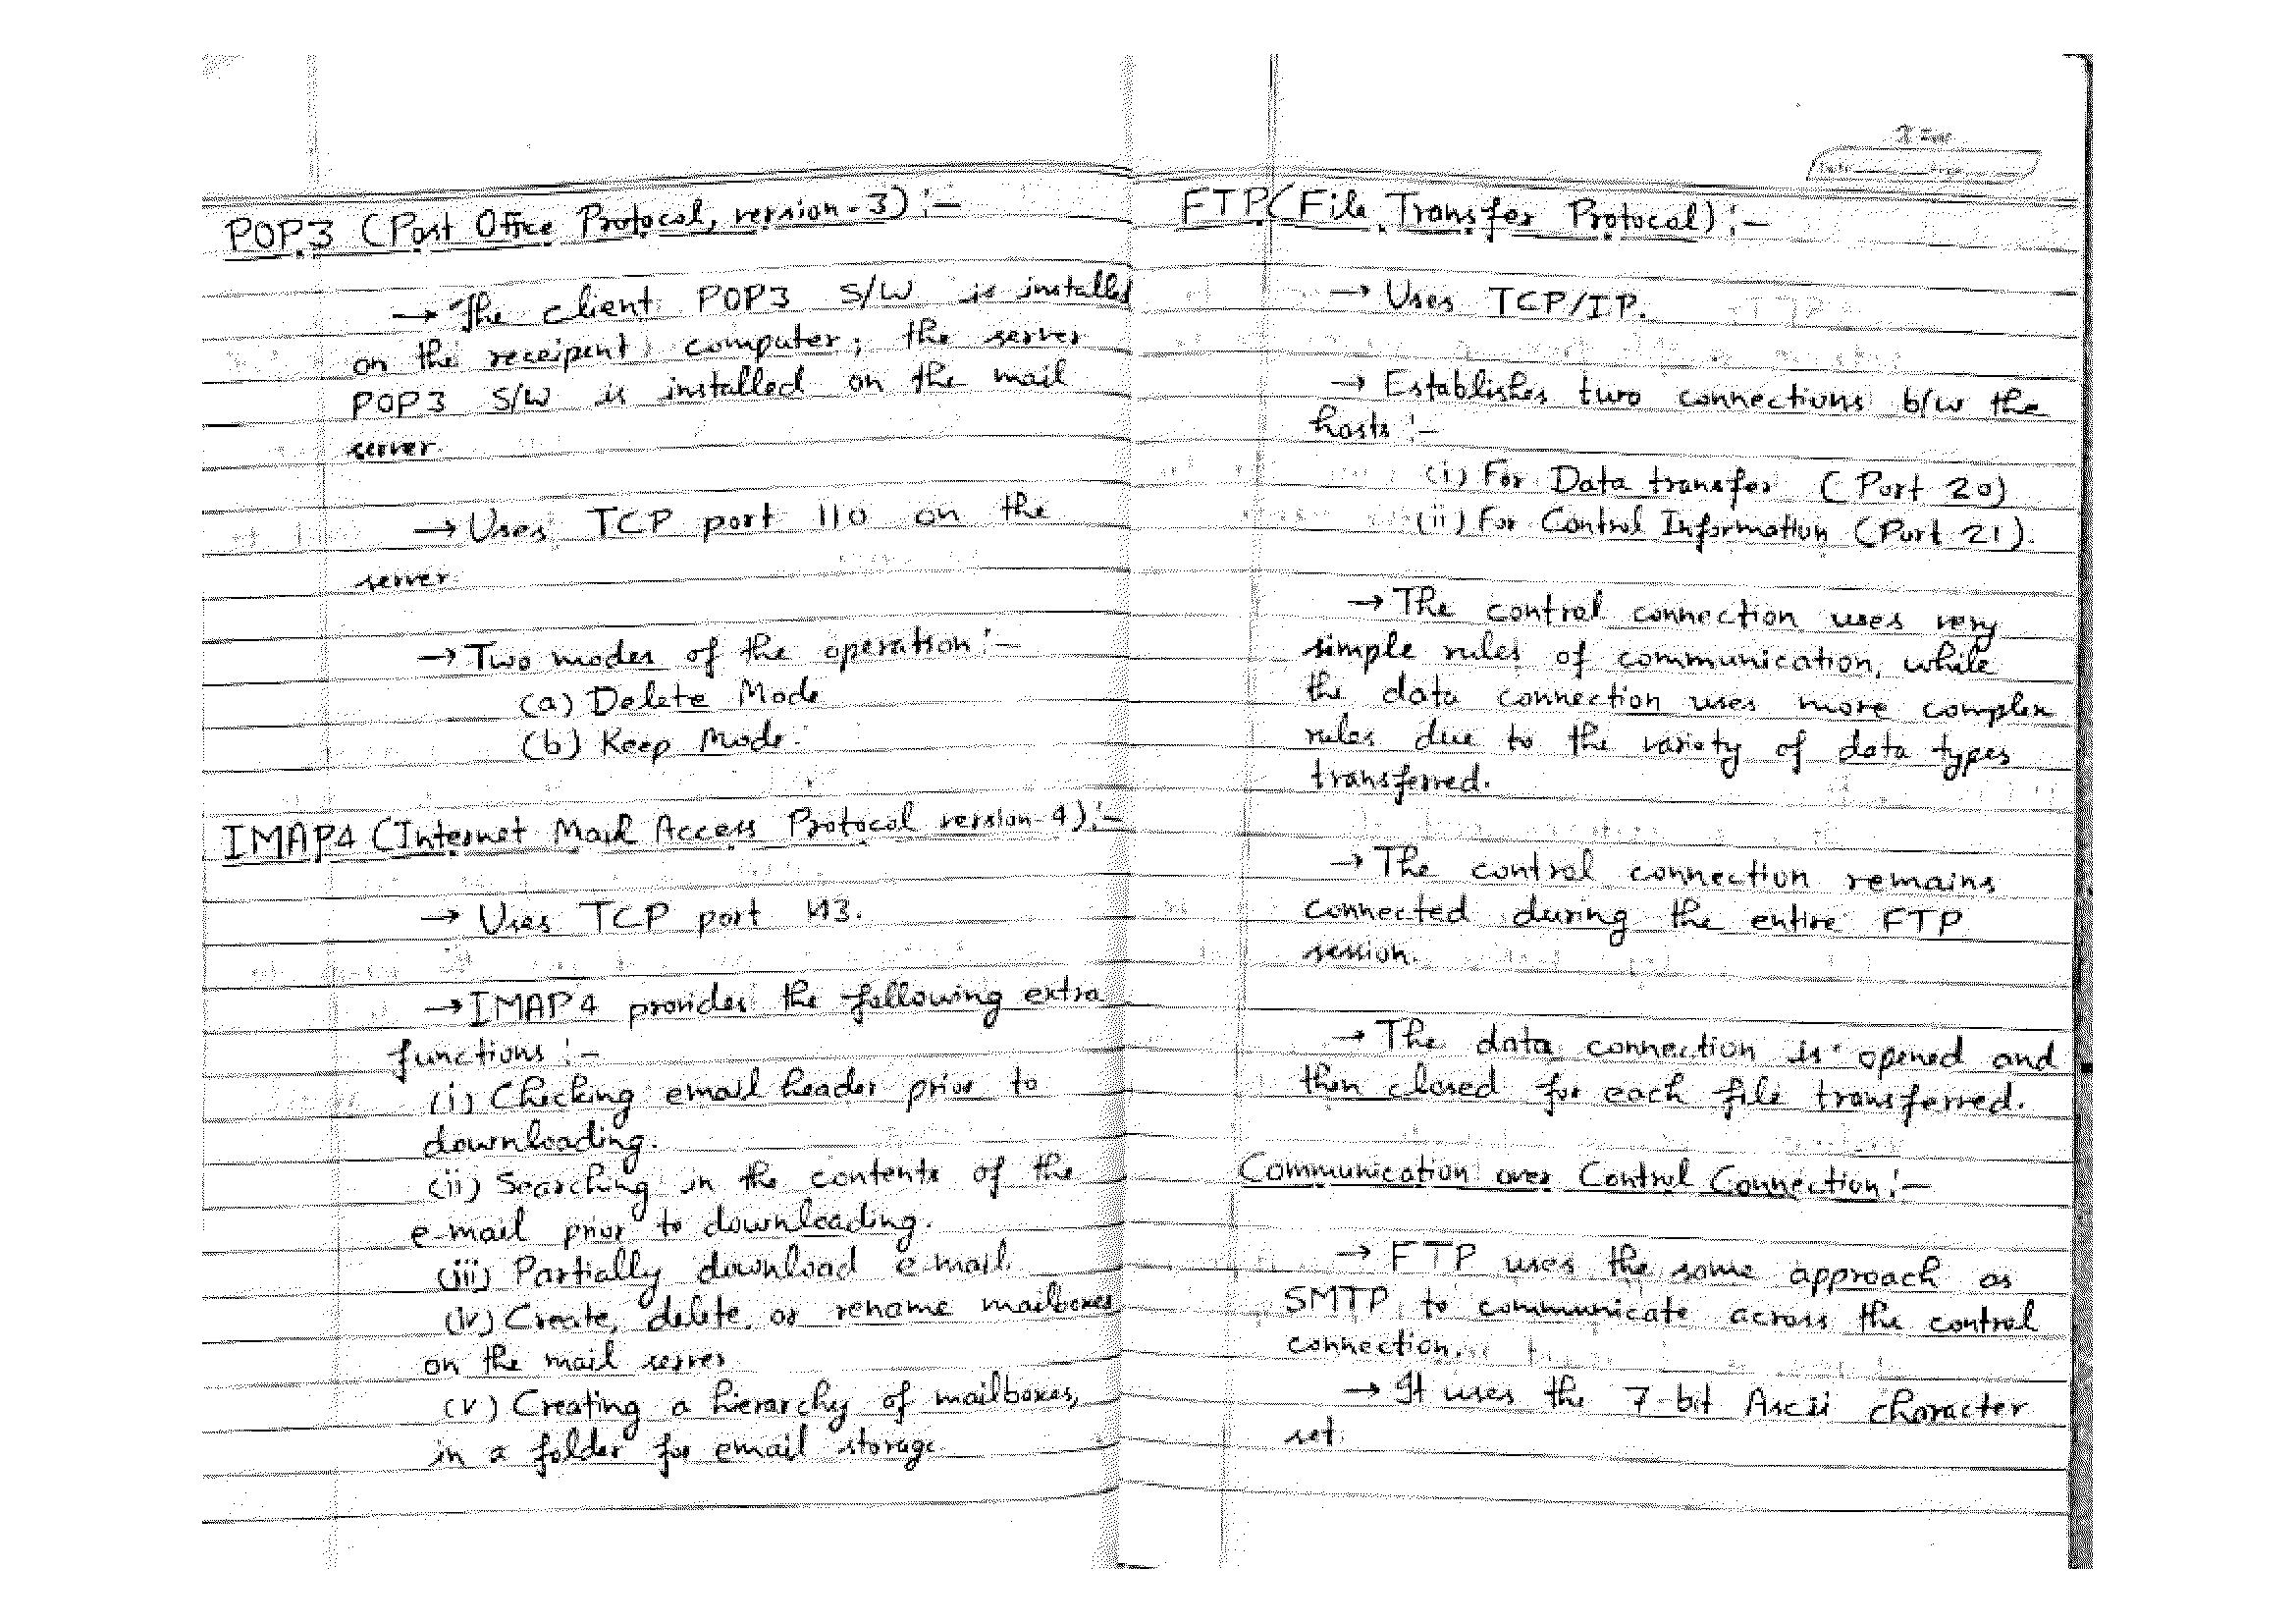 POP3 (Post Office Protocol, version-3):-
→ The client POP3 S/W is installed
on the receipent computer; the server
POP3 S/W is installed on the mail
server.
→ Uses TCP port 110 on the
server.
→ Two modes of the operation:-
(a) Delete Mode
(b) Keep Mode.
IMAP4 (Internet Mail Access Protocol version-4):-
→ Uses TCP port 143.
→ IMAP4 provides the following extra
functions:-
(i) Checking email header prior to
downloading.
(ii) Searching in the contents of the
e-mail prior to downloading.
(iii) Partially download e-mail.
(iv) Create, delete, or rename mailboxes
on the mail server
(v) Creating a hierarchy of mailboxes,
in a folder for email storage.
FTP (File Transfer Protocol):-
→ Uses TCP/IP.
→ Establishes two connections b/w the
hosts:-
(i) For Data transfer (Port 20)
(ii) For Control Information (Port 21).
→ The control connection uses very
simple rules of communication, while
the data connection uses more complex
rules due to the variety of data types
transferred.
→ The control connection remains
connected during the entire FTP
session.
→ The data connection is opened and
then closed for each file transferred.
Communication over Control Connection:-
→ FTP uses the same approach as
SMTP to communicate across the control
connection.
→ It uses the 7-bit Ascii character
set.